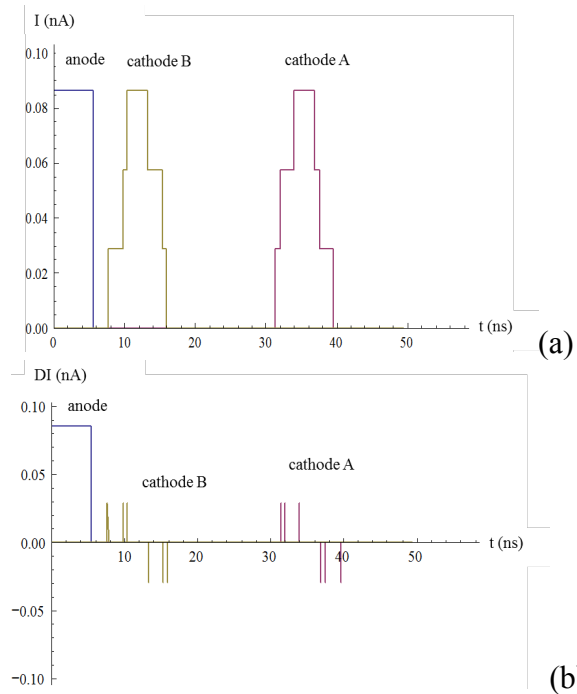 I (nA)
0.10
anode
cathode B
cathode A
0.08
0.06
0.04
0.02
0.00
0
10
20
30
40
50
t (ns)
(a)
DI (nA)
anode
0.10
cathode B
cathode A
0.05
0.00
10
20
30
40
50
t (ns)
−0.05
−0.10
(b